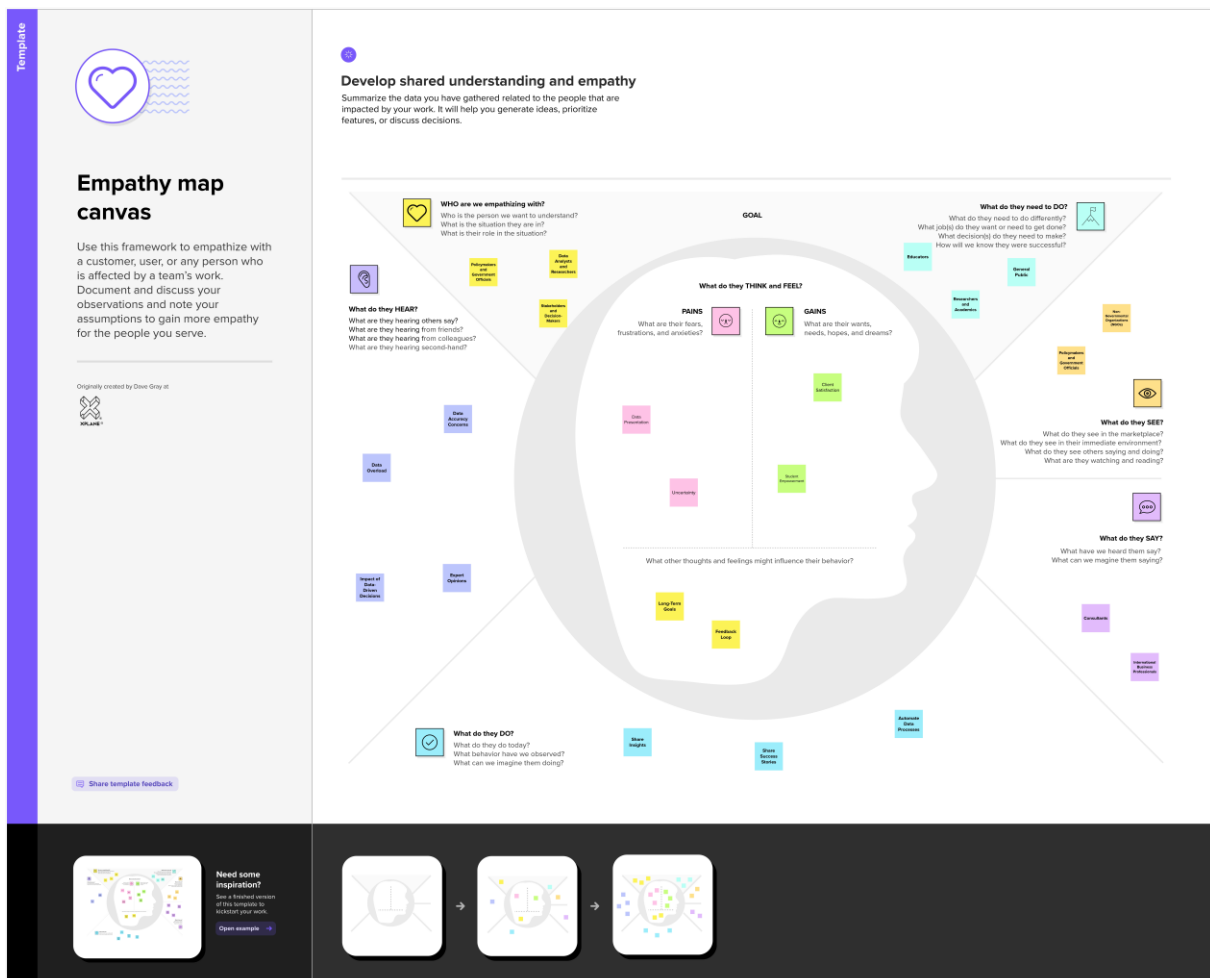 Template
Empathy map
canvas
Use this framework to empathize with
a customer, user, or any person who
is affected by a team's work.
Document and discuss your
observations and note your
assumptions to gain more empathy
for the people you serve.
Originally created by Dave Gray at
XPLANE
Share template feedback
Develop shared understanding and empathy
Summarize the data you have gathered related to the people that are
impacted by your work. It will help you generate ideas, prioritize
features, or discuss decisions.
WHO are we empathizing with?
Who is the person we want to understand?
What is the situation they are in?
What is their role in the situation?
Policymakers
and
Government
Officials
Data
Analysts
and
Researchers
Stakeholders
and
Decision-
Makers
GOAL
What do they need to DO?
What do they need to do differently?
What job(s) do they want or need to get done?
What decision(s) do they need to make?
How will we know they were successful?
Educators
General
Public
Researchers
and
Academics
What do they HEAR?
What are they hearing others say?
What are they hearing from friends?
What are they hearing from colleagues?
What are they hearing second-hand?
Data
Accuracy
Concerns
Data
Overload
Impact of
Data-
Driven
Decisions
Expert
Opinions
What do they THINK and FEEL?
PAINS
What are their fears,
frustrations, and anxieties?
GAINS
What are their wants,
needs, hopes, and dreams?
Data
Presentation
Uncertainty
Client
Satisfaction
Student
Empowerment
What other thoughts and feelings might influence their behavior?
Long-Term
Goals
Feedback
Loop
Non-
Governmental
Organizations
(NGOs)
Policymakers
and
Government
Officials
What do they SEE?
What do they see in the marketplace?
What do they see in their immediate environment?
What do they see others saying and doing?
What are they watching and reading?
What do they SAY?
What have we heard them say?
What can we magine them saying?
Consultants
International
Business
Professionals
What do they DO?
What do they do today?
What behavior have we observed?
What can we imagine them doing?
Share
Insights
Share
Success
Stories
Automate
Data
Processes
Need some
inspiration?
See a finished version
of this template to
kickstart your work.
Open example